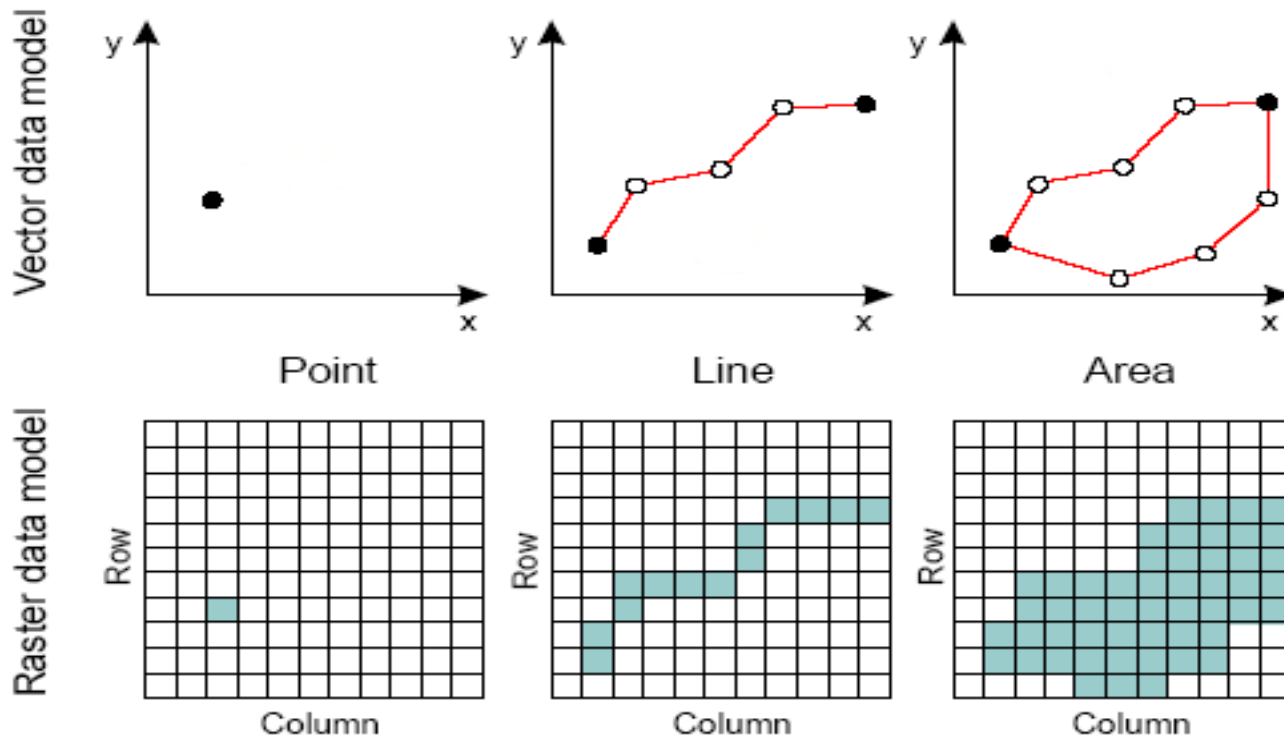 Vector data model
y
x
y
x
y
x
Point
Line
Area
Raster data model
Row
Column
Row
Column
Row
Column